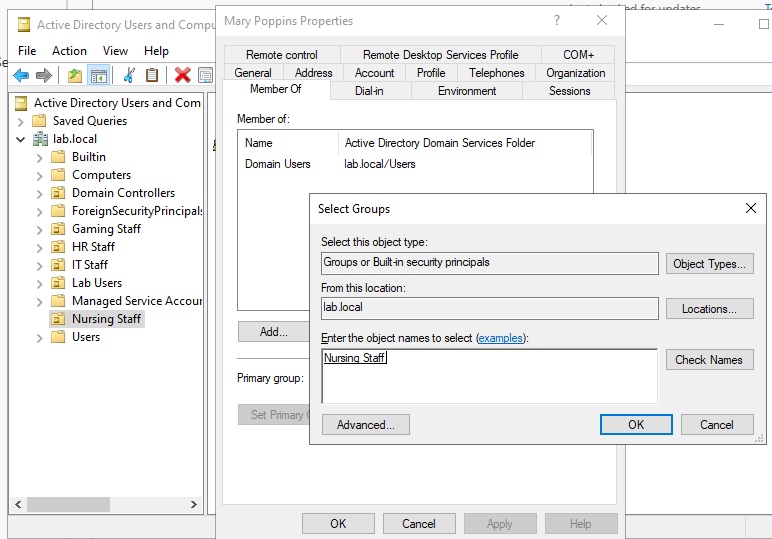 Active Directory Users and Compu
File Action View Help
Active Directory Users and Com
Saved Queries
lab.local
Builtin
Computers
Domain Controllers
ForeignSecurityPrincipals
Gaming Staff
HR Staff
IT Staff
Lab Users
Managed Service Accou
Nursing Staff
Users
Mary Poppins Properties
?
Remote control Remote Desktop Services Profile COM+
General Address Account Profile Telephones Organization
Member Of Dial-in Environment Sessions
Member of:
Name Active Directory Domain Services Folder
Domain Users lab.local/Users
Add...
Primary group:
Set Primary
OK Cancel Apply Help
Select Groups
Select this object type:
Groups or Built-in security principals
Object Types...
From this location:
lab.local
Locations...
Enter the object names to select (examples):
Nursing Staff
Check Names
Advanced... OK Cancel